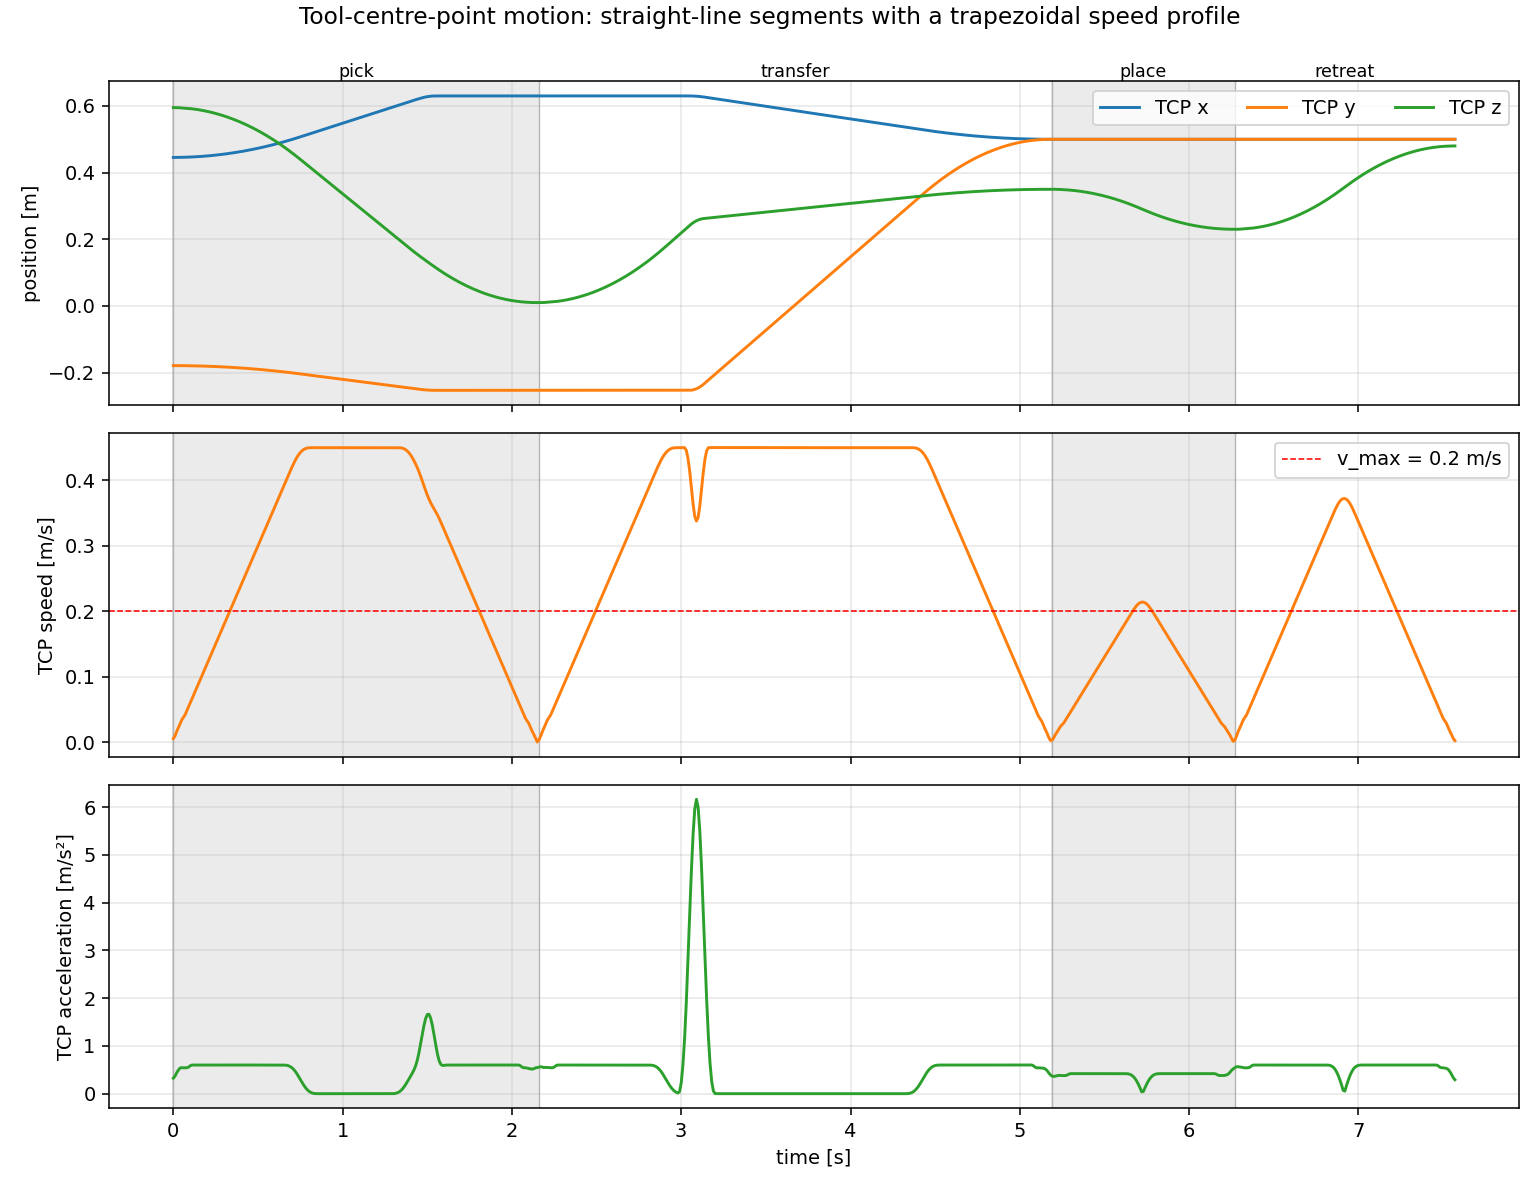 Tool-centre-point motion: straight-line segments with a trapezoidal speed profile
pick transfer place retreat
TCP x TCP y TCP z
position [m]
0.6
0.4
0.2
0.0
−0.2
v_max = 0.2 m/s
TCP speed [m/s]
0.4
0.3
0.2
0.1
0.0
TCP acceleration [m/s²]
6
5
4
3
2
1
0
0 1 2 3 4 5 6 7
time [s]